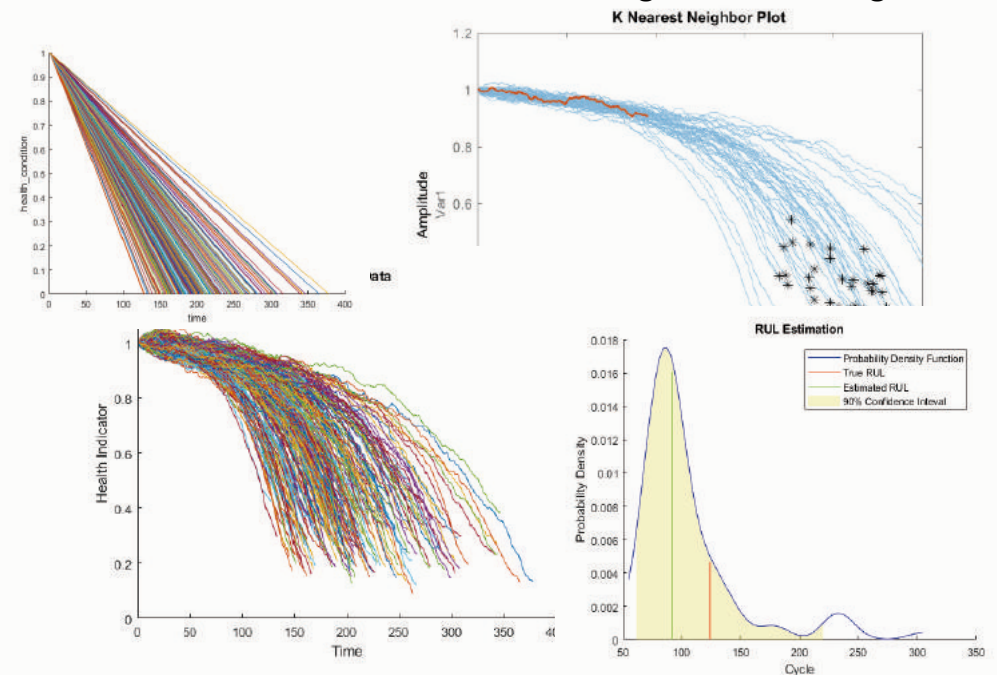 K Nearest Neighbor Plot
1
0.9
0.8
0.7
0.6
0.5
0.4
0.3
0.2
0.1
0
health_condition
0 50 100 150 200 250 300 350 400
time
1.2
1
0.8
0.6
Amplitude
Var1
ata
1
0.8
0.6
0.4
0.2
0
Health Indicator
0 50 100 150 200 250 300 350
Time
RUL Estimation
0.018
0.016
0.014
0.012
0.01
0.008
0.006
0.004
0.002
0
Probability Density
Probability Density Function
True RUL
Estimated RUL
90% Confidence Inteval
50 100 150 200 250 300 350
Cycle